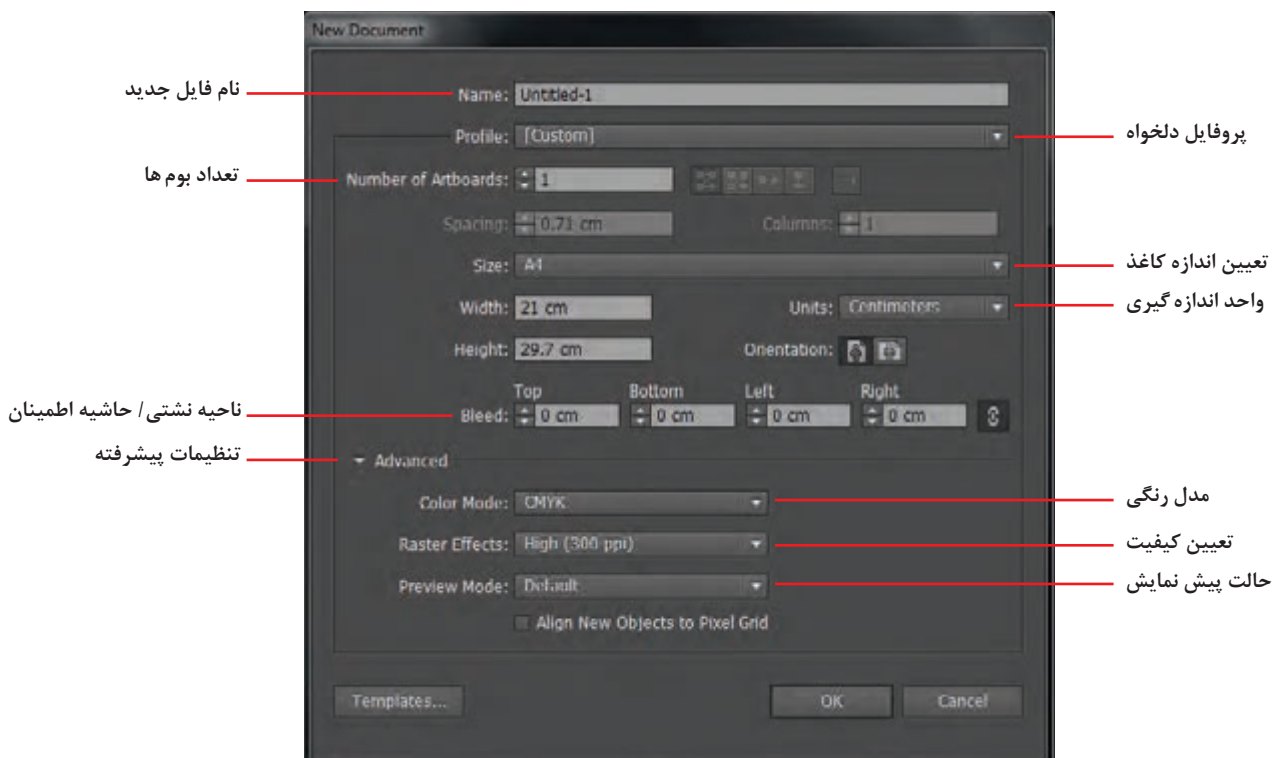 New Document
نام فایل جدید
Name: Untitled-1
Profile: [Custom]
پروفایل دلخواه
تعداد بوم ها
Number of Artboards: 1
Spacing: 0.71 cm
Columns: 1
Size: A4
تعیین اندازه کاغذ
Width: 21 cm
Units: Centimeters
واحد اندازه گیری
Height: 29.7 cm
Orientation:
Top Bottom Left Right
ناحیه نشتی/ حاشیه اطمینان
Bleed: 0 cm 0 cm 0 cm 0 cm
تنظیمات پیشرفته
Advanced
Color Mode: CMYK
مدل رنگی
Raster Effects: High (300 ppi)
تعیین کیفیت
Preview Mode: Default
حالت پیش نمایش
Align New Objects to Pixel Grid
Templates...
OK
Cancel